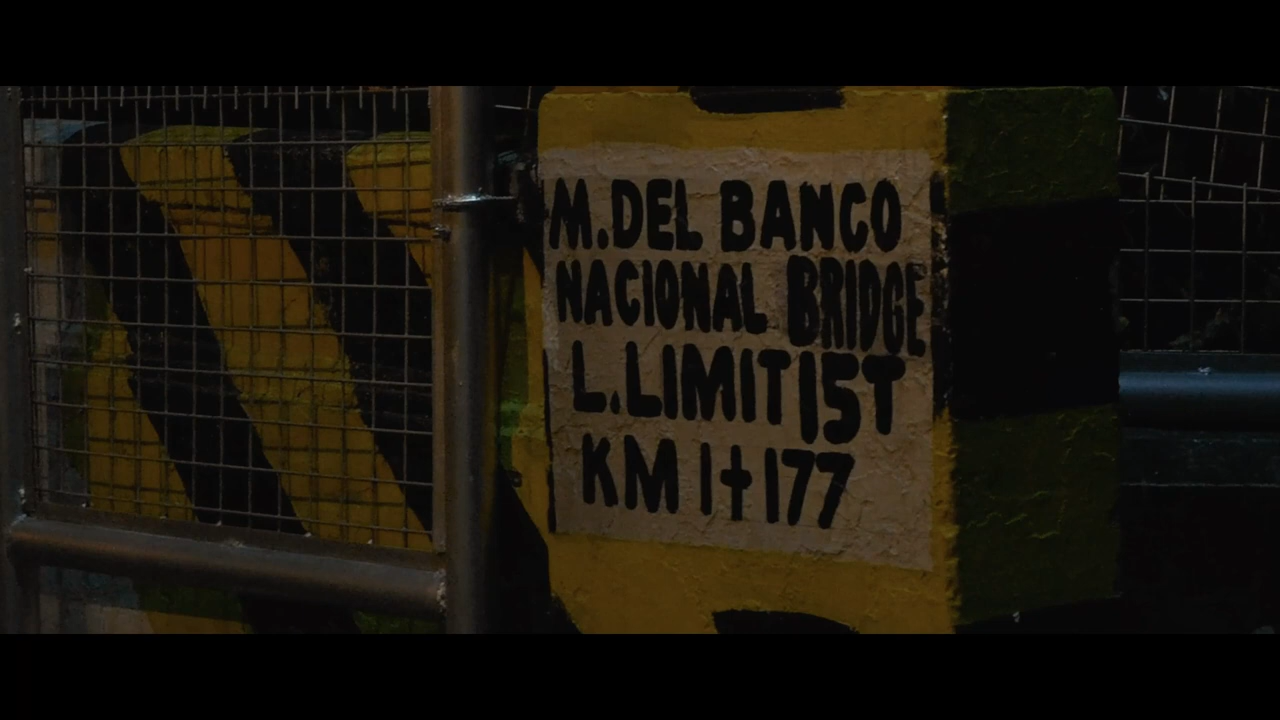 M. DEL BANCO
NACIONAL BRIDGE
L. LIMIT 15T
KM 1+177